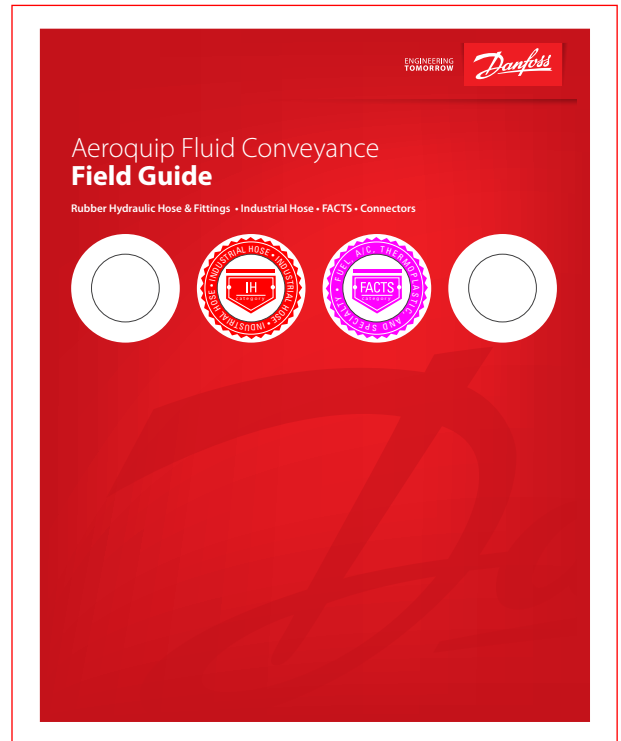 ENGINEERING
TOMORROW
Danfoss
Aeroquip Fluid Conveyance
Field Guide
Rubber Hydraulic Hose & Fittings • Industrial Hose • FACTS • Connectors
INDUSTRIAL HOSE • INDUSTRIAL HOSE • INDUSTRIAL HOSE •
IH
category
FUEL, A/C, THERMOPLASTIC, AND SPECIALTY •
FACTS
category